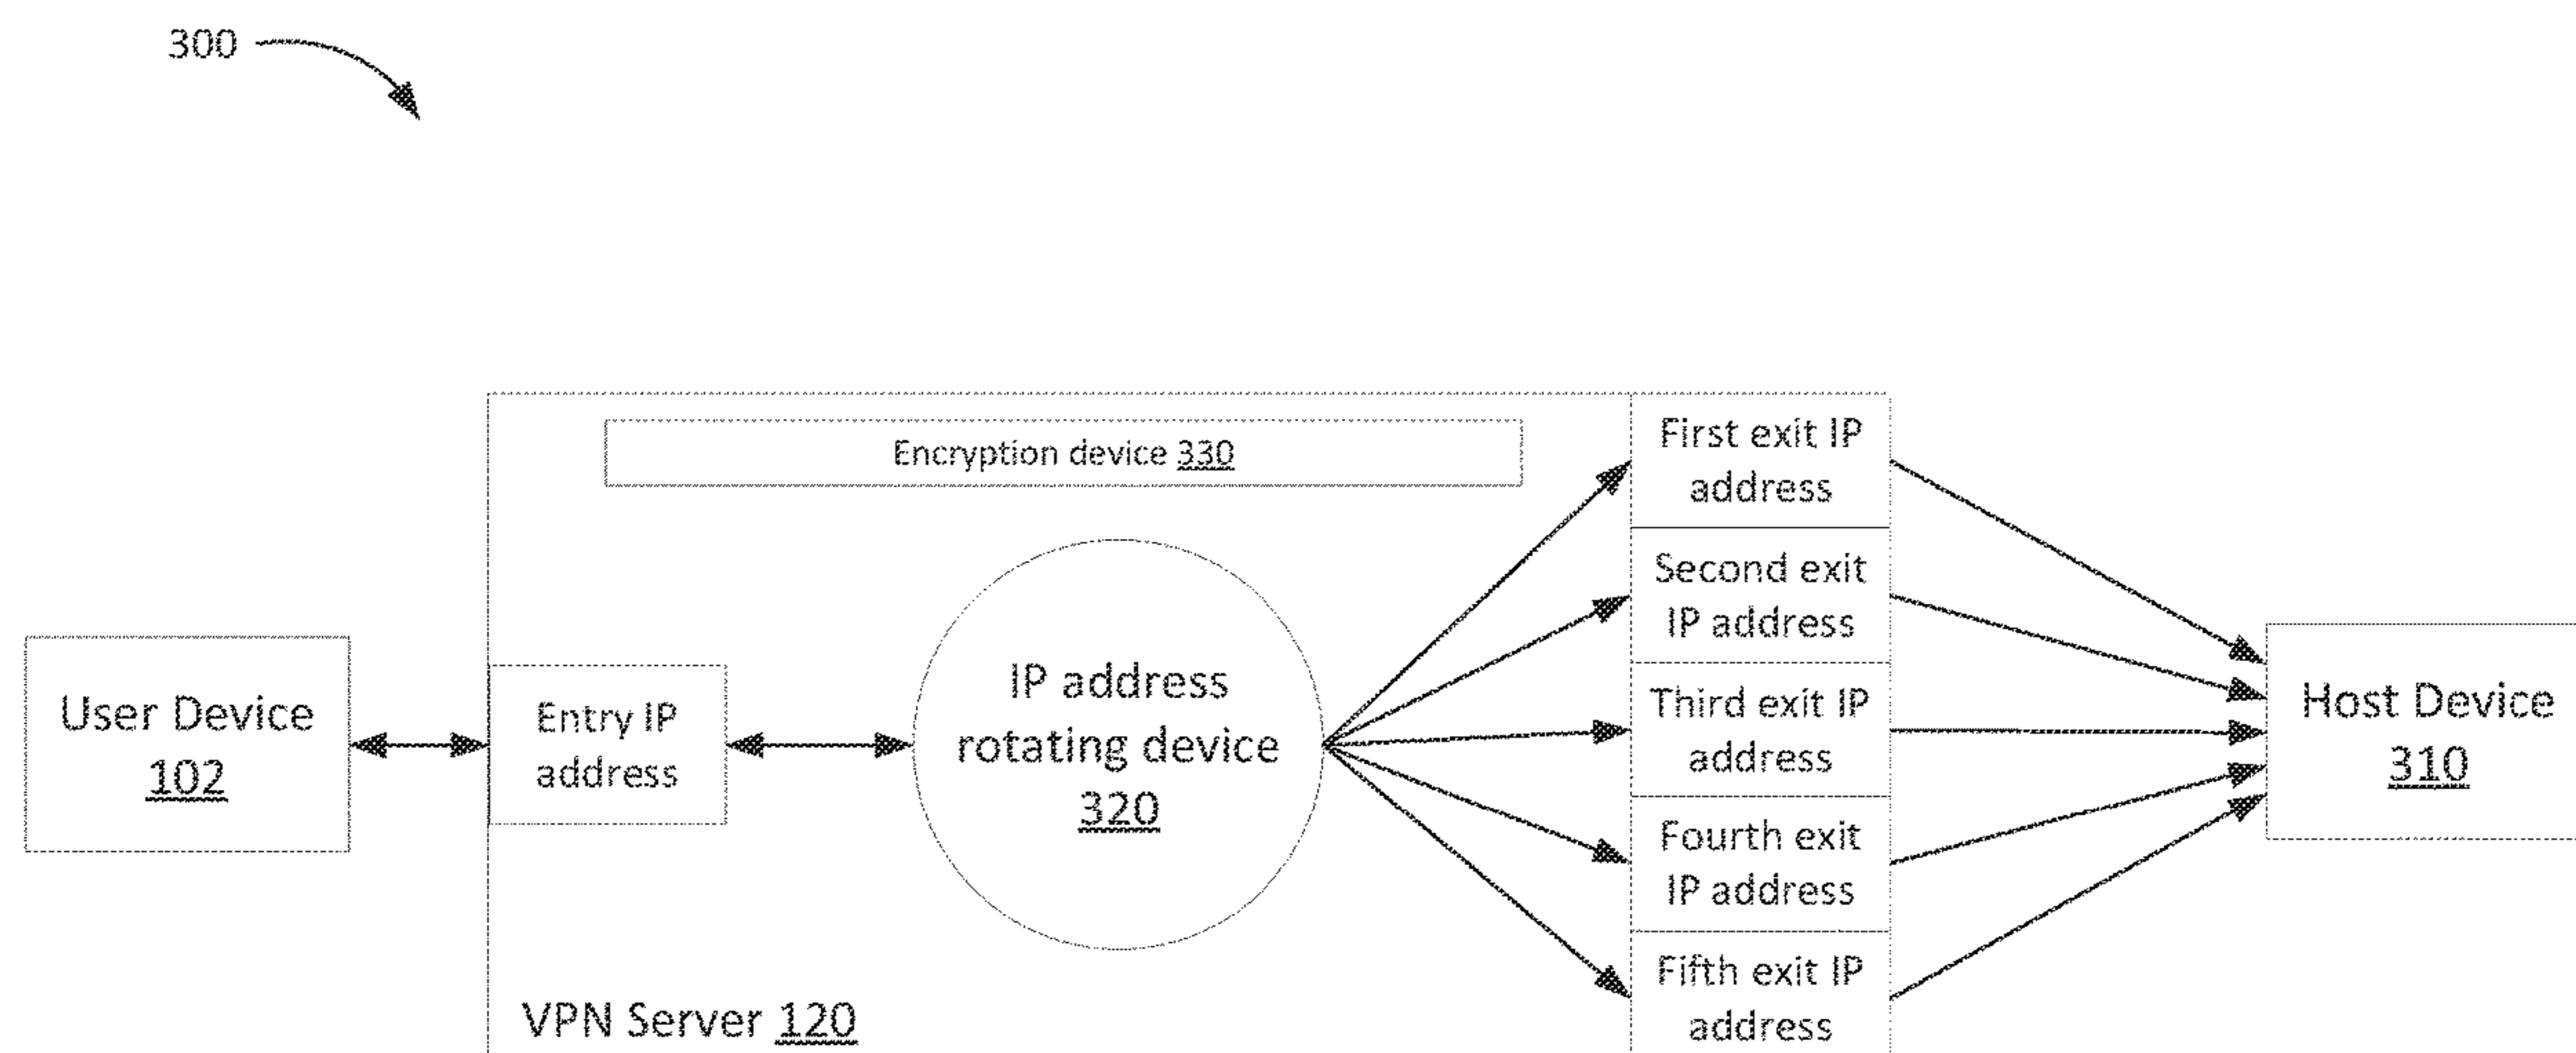 300
Encryption device 330
First exit IP
address
Second exit
IP address
User Device
102
Entry IP
address
IP address
rotating device
320
Third exit IP
address
Host Device
310
Fourth exit
IP address
Fifth exit IP
address
VPN Server 120